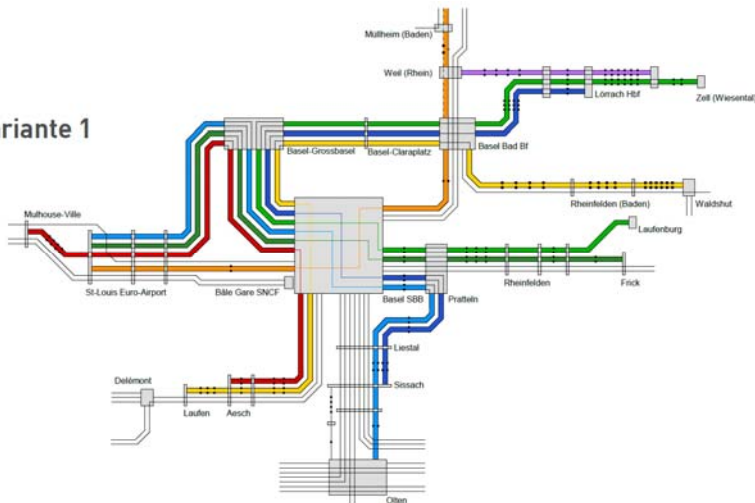 Müllheim (Baden)
Weil (Rhein)
Lörrach Hbf
Zell (Wiesental)
ariante 1
Basel-Grossbasel
Basel-Claraplatz
Basel Bad Bf
Rheinfelden (Baden)
Waldshut
Mulhouse-Ville
Laufenburg
St-Louis Euro-Airport
Bâle Gare SNCF
Basel SBB
Pratteln
Rheinfelden
Frick
Liestal
Delémont
Sissach
Laufen
Aesch
Olten